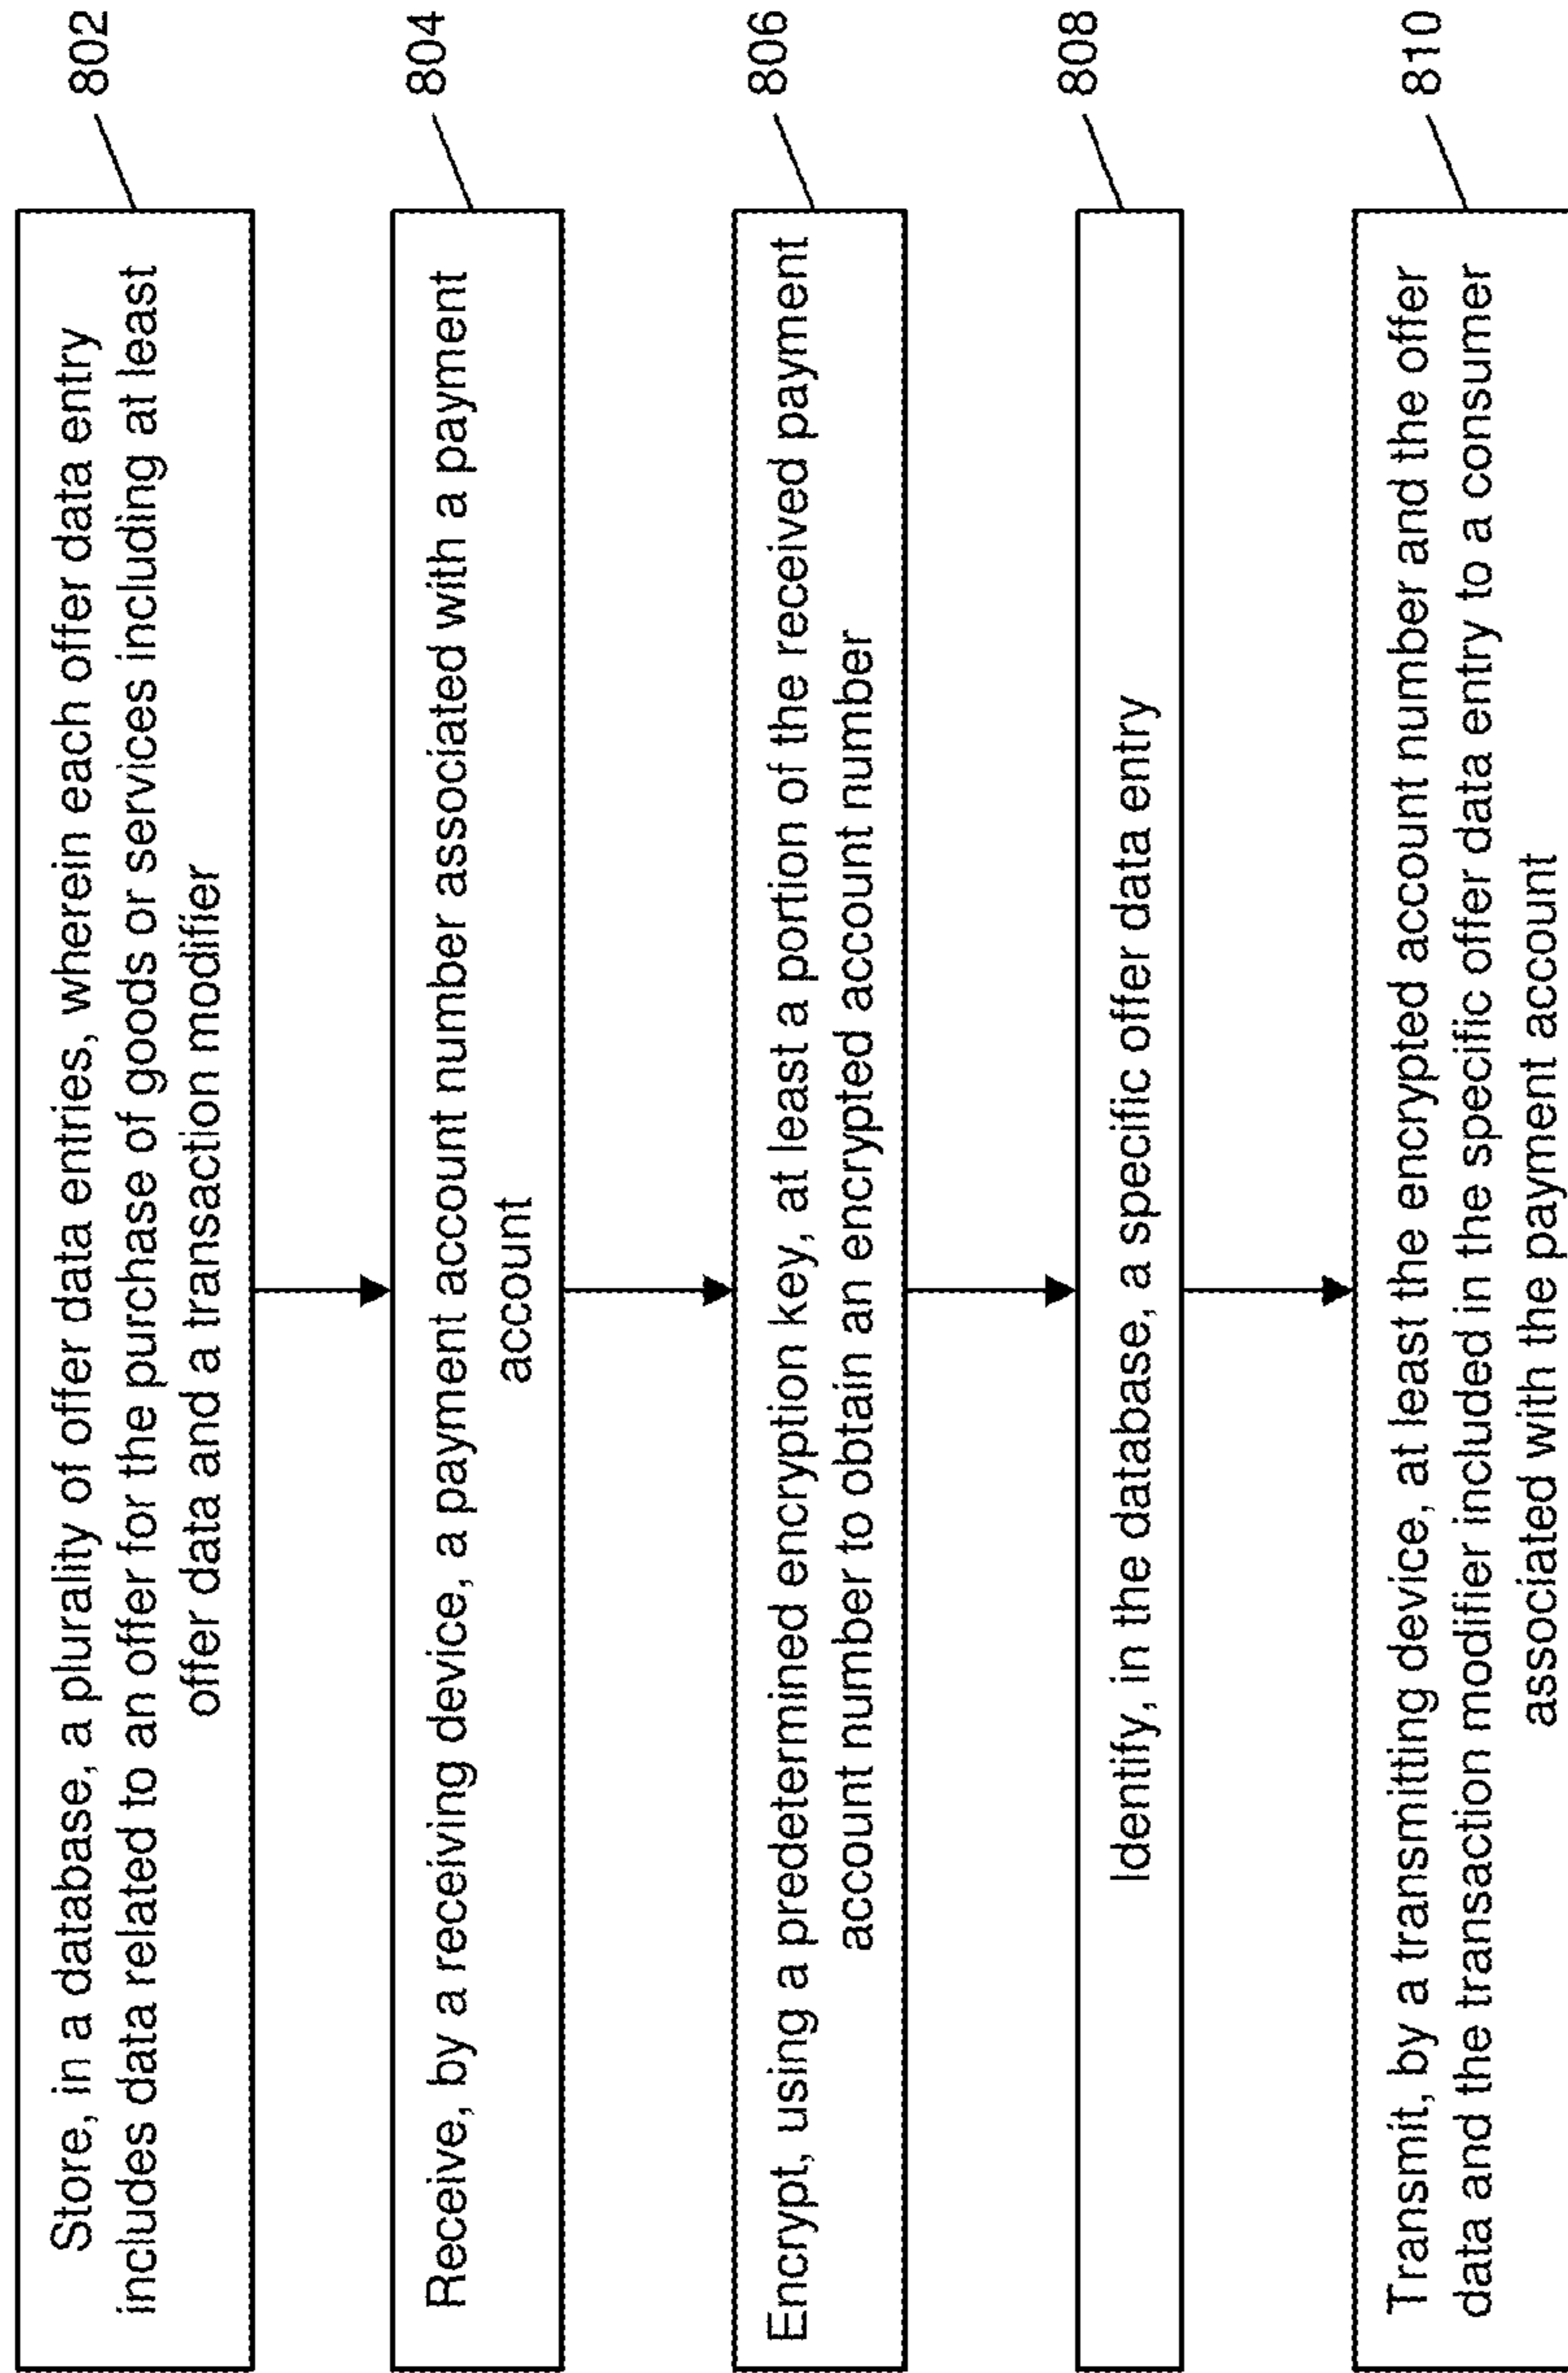 Store, in a database, a plurality of offer data entries, wherein each offer data entry
includes data related to an offer for the purchase of goods or services including at least
offer data and a transaction modifier
802
Receive, by a receiving device, a payment account number associated with a payment
account
804
Encrypt, using a predetermined encryption key, at least a portion of the received payment
account number to obtain an encrypted account number
806
Identify, in the database, a specific offer data entry
808
Transmit, by a transmitting device, at least the encrypted account number and the offer
data and the transaction modifier included in the specific offer data entry to a consumer
associated with the payment account
810